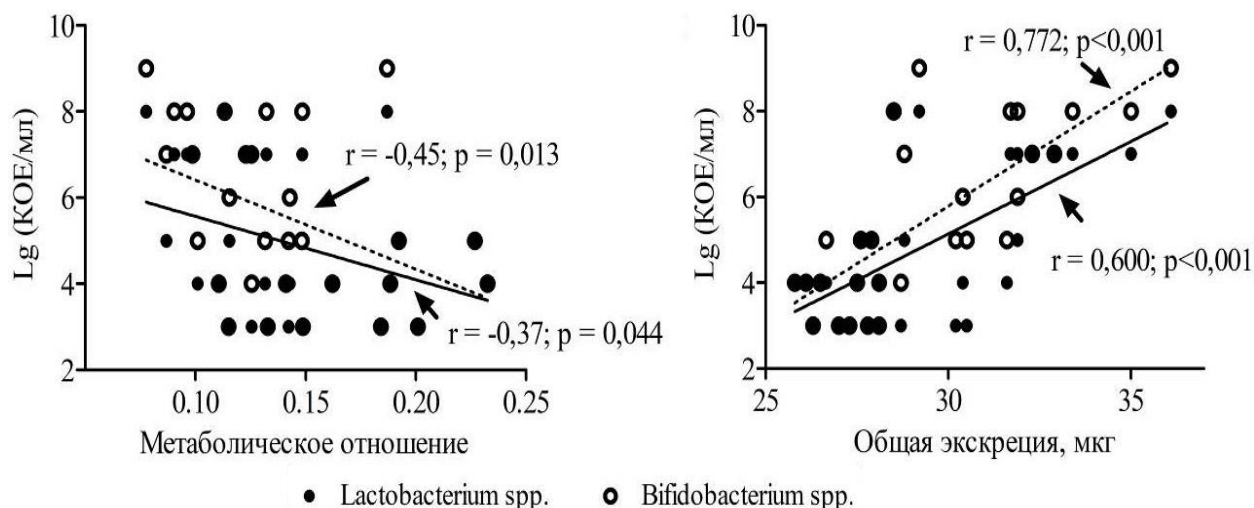 10
8
6
4
2
Lg (КОЕ/мл)
r = -0,45; p = 0,013
r = -0,37; p = 0,044
0.10 0.15 0.20 0.25
Метаболическое отношение
10
8
6
4
2
Lg (КОЕ/мл)
r = 0,772; p<0,001
r = 0,600; p<0,001
25 30 35
Общая экскреция, мкг
Lactobacterium spp. Bifidobacterium spp.